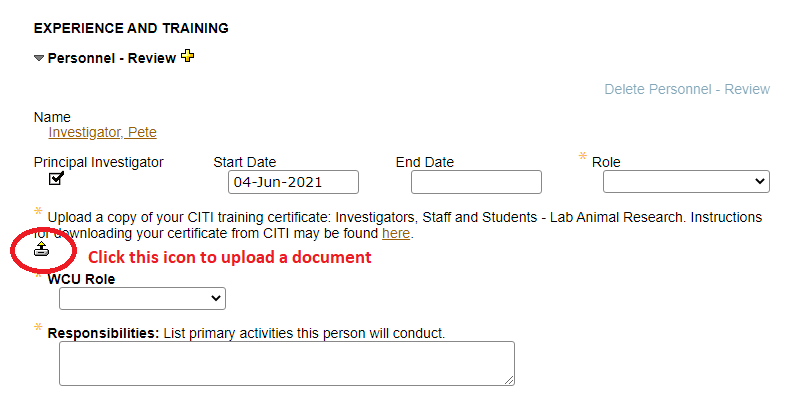 EXPERIENCE AND TRAINING
Personnel - Review
Delete Personnel - Review
Name
Investigator, Pete
Principal Investigator Start Date End Date * Role
04-Jun-2021
* Upload a copy of your CITI training certificate: Investigators, Staff and Students - Lab Animal Research. Instructions
for downloading your certificate from CITI may be found here.
Click this icon to upload a document
* WCU Role
* Responsibilities: List primary activities this person will conduct.